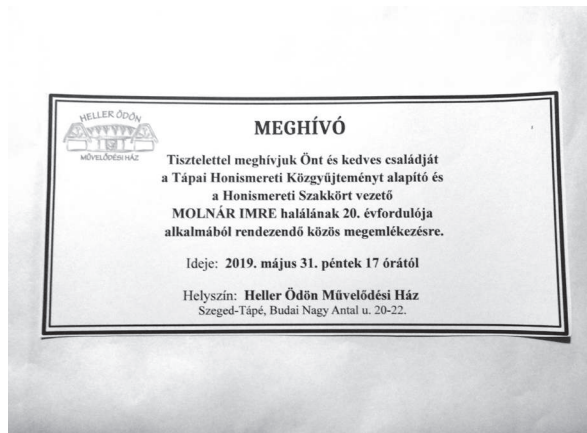 HELLER ÖDÖN
MŰVELŐDÉSI HÁZ
MEGHÍVÓ
Tisztelettel meghívjuk Önt és kedves családját
a Tápai Honismereti Közgyűjteményt alapító és
a Honismereti Szakkört vezető
MOLNÁR IMRE halálának 20. évfordulója
alkalmából rendezendő közös megemlékezésre.
Ideje: 2019. május 31. péntek 17 órától
Helyszín: Heller Ödön Művelődési Ház
Szeged-Tápé, Budai Nagy Antal u. 20-22.